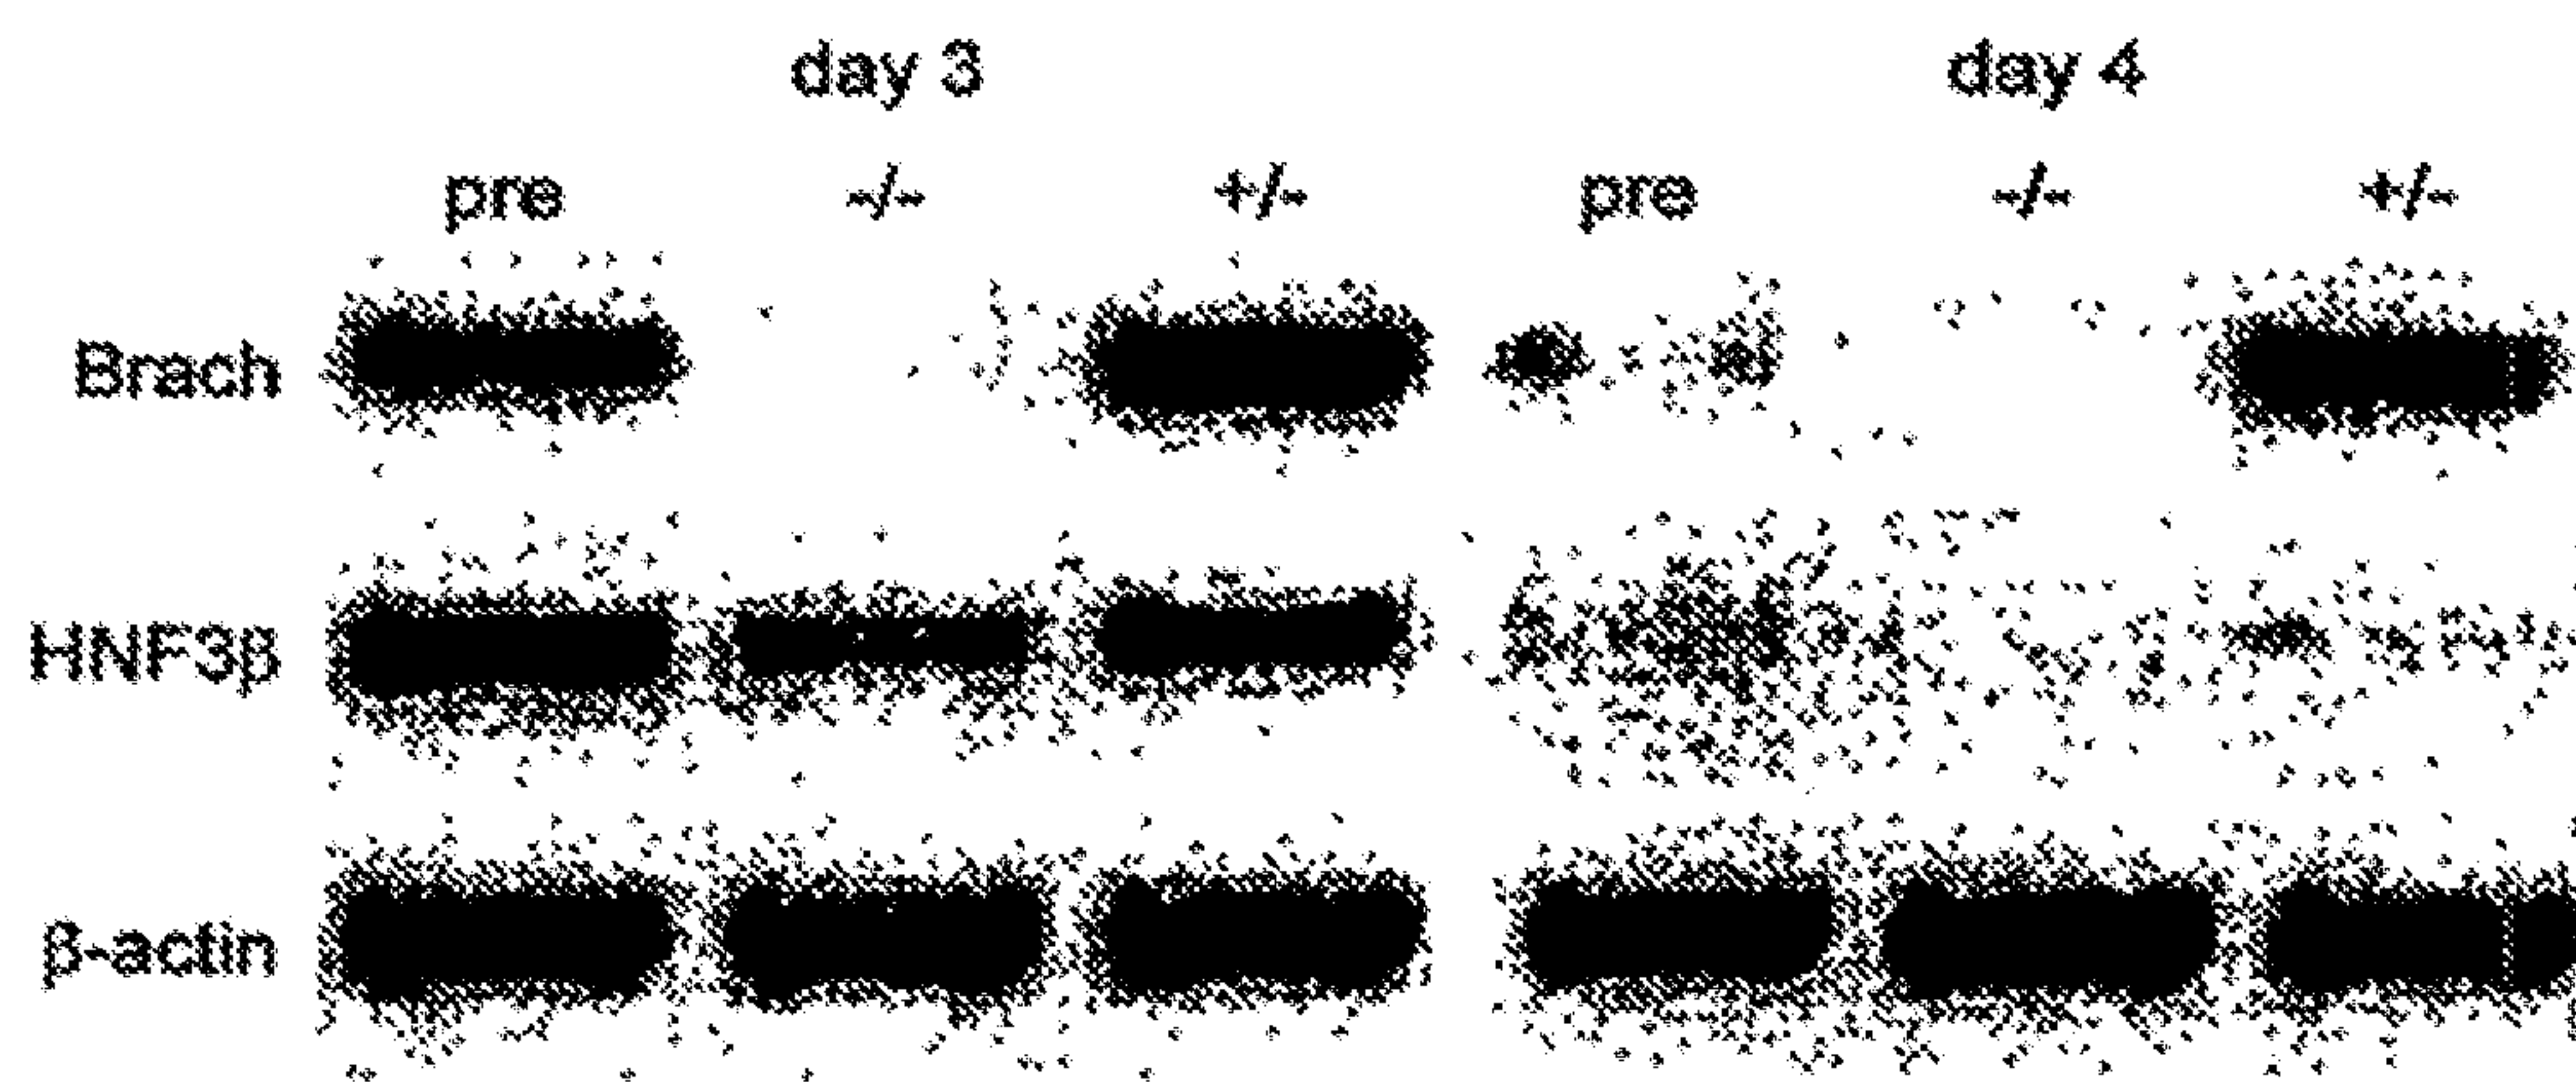 day 3 day 4
pre -/- +/- pre -/- +/-
Brach
HNF3β
β-actin